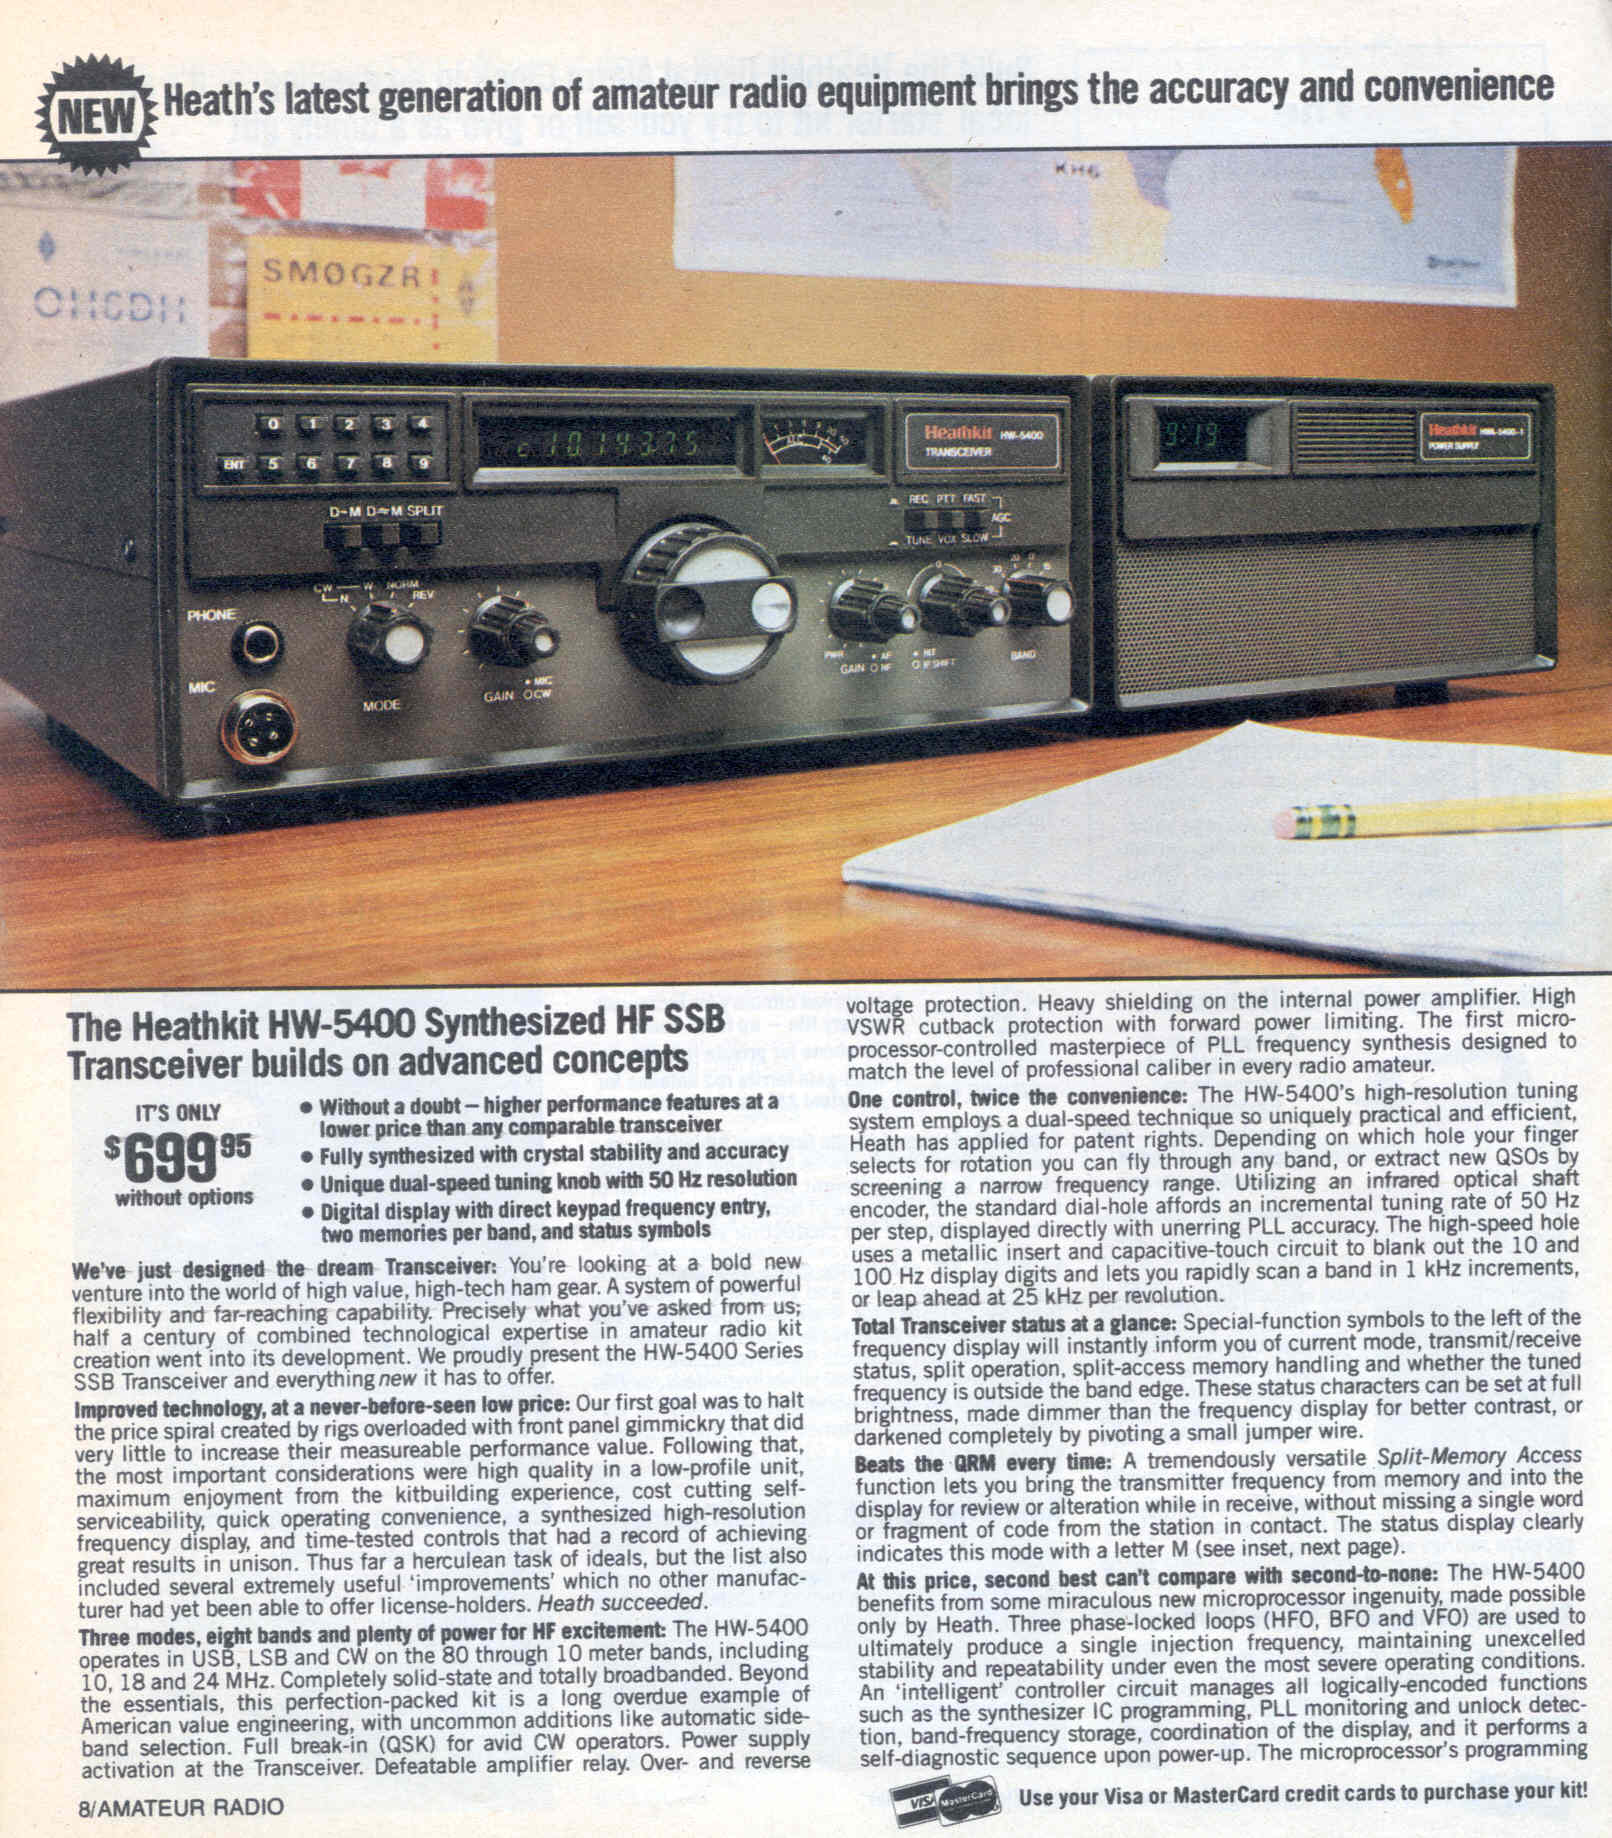 NEW
Heath's latest generation of amateur radio equipment brings the accuracy and convenience
KH6
SMØGZR
0 1 2 3 4
ENT 5 6 7 8 9
c 10.143.75
Heathkit HW-5400
TRANSCEIVER
9:19
Heathkit
POWER SUPPLY
D~M D≈M SPLIT
REC PTT FAST
AGC
TUNE VOX SLOW
CW W NORM
N REV
PHONE
MIC
MODE
MIC
GAIN CW
PWR AF
GAIN RF
IF SHIFT
BAND
The Heathkit HW-5400 Synthesized HF SSB
Transceiver builds on advanced concepts
IT'S ONLY
$699 95
without options
• Without a doubt – higher performance features at a
lower price than any comparable transceiver
• Fully synthesized with crystal stability and accuracy
• Unique dual-speed tuning knob with 50 Hz resolution
• Digital display with direct keypad frequency entry,
two memories per band, and status symbols
We've just designed the dream Transceiver: You're looking at a bold new
venture into the world of high value, high-tech ham gear. A system of powerful
flexibility and far-reaching capability. Precisely what you've asked from us;
half a century of combined technological expertise in amateur radio kit
creation went into its development. We proudly present the HW-5400 Series
SSB Transceiver and everything new it has to offer.
Improved technology, at a never-before-seen low price: Our first goal was to halt
the price spiral created by rigs overloaded with front panel gimmickry that did
very little to increase their measureable performance value. Following that,
the most important considerations were high quality in a low-profile unit,
maximum enjoyment from the kitbuilding experience, cost cutting self-
serviceability, quick operating convenience, a synthesized high-resolution
frequency display, and time-tested controls that had a record of achieving
great results in unison. Thus far a herculean task of ideals, but the list also
included several extremely useful 'improvements' which no other manufac-
turer had yet been able to offer license-holders. Heath succeeded.
Three modes, eight bands and plenty of power for HF excitement: The HW-5400
operates in USB, LSB and CW on the 80 through 10 meter bands, including
10, 18 and 24 MHz. Completely solid-state and totally broadbanded. Beyond
the essentials, this perfection-packed kit is a long overdue example of
American value engineering, with uncommon additions like automatic side-
band selection. Full break-in (QSK) for avid CW operators. Power supply
activation at the Transceiver. Defeatable amplifier relay. Over- and reverse
voltage protection. Heavy shielding on the internal power amplifier. High
VSWR cutback protection with forward power limiting. The first micro-
processor-controlled masterpiece of PLL frequency synthesis designed to
match the level of professional caliber in every radio amateur.
One control, twice the convenience: The HW-5400's high-resolution tuning
system employs a dual-speed technique so uniquely practical and efficient,
Heath has applied for patent rights. Depending on which hole your finger
selects for rotation you can fly through any band, or extract new QSOs by
screening a narrow frequency range. Utilizing an infrared optical shaft
encoder, the standard dial-hole affords an incremental tuning rate of 50 Hz
per step, displayed directly with unerring PLL accuracy. The high-speed hole
uses a metallic insert and capacitive-touch circuit to blank out the 10 and
100 Hz display digits and lets you rapidly scan a band in 1 kHz increments,
or leap ahead at 25 kHz per revolution.
Total Transceiver status at a glance: Special-function symbols to the left of the
frequency display will instantly inform you of current mode, transmit/receive
status, split operation, split-access memory handling and whether the tuned
frequency is outside the band edge. These status characters can be set at full
brightness, made dimmer than the frequency display for better contrast, or
darkened completely by pivoting a small jumper wire.
Beats the QRM every time: A tremendously versatile Split-Memory Access
function lets you bring the transmitter frequency from memory and into the
display for review or alteration while in receive, without missing a single word
or fragment of code from the station in contact. The status display clearly
indicates this mode with a letter M (see inset, next page).
At this price, second best can't compare with second-to-none: The HW-5400
benefits from some miraculous new microprocessor ingenuity, made possible
only by Heath. Three phase-locked loops (HFO, BFO and VFO) are used to
ultimately produce a single injection frequency, maintaining unexcelled
stability and repeatability under even the most severe operating conditions.
An 'intelligent' controller circuit manages all logically-encoded functions
such as the synthesizer IC programming, PLL monitoring and unlock detec-
tion, band-frequency storage, coordination of the display, and it performs a
self-diagnostic sequence upon power-up. The microprocessor's programming
8/AMATEUR RADIO
VISA MasterCard
Use your Visa or MasterCard credit cards to purchase your kit!